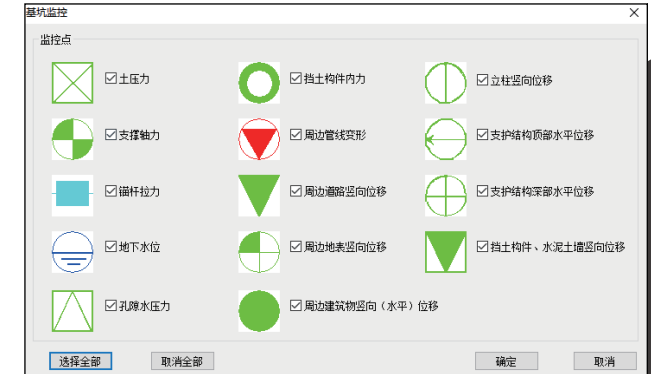 基坑监控
监控点
土压力
挡土构件内力
立柱竖向位移
支撑轴力
周边管线变形
支护结构顶部水平位移
锚杆拉力
周边道路竖向位移
支护结构深部水平位移
地下水位
周边地表竖向位移
挡土构件、水泥土墙竖向位移
孔隙水压力
周边建筑物竖向（水平）位移
选择全部
取消全部
确定
取消